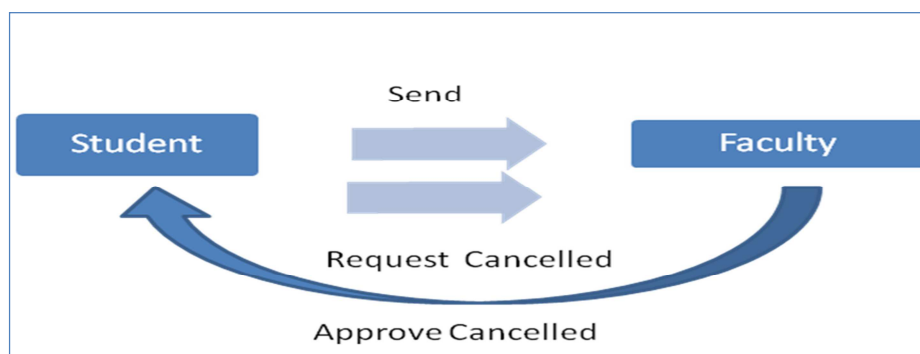 Send
Student
Faculty
Request Cancelled
Approve Cancelled